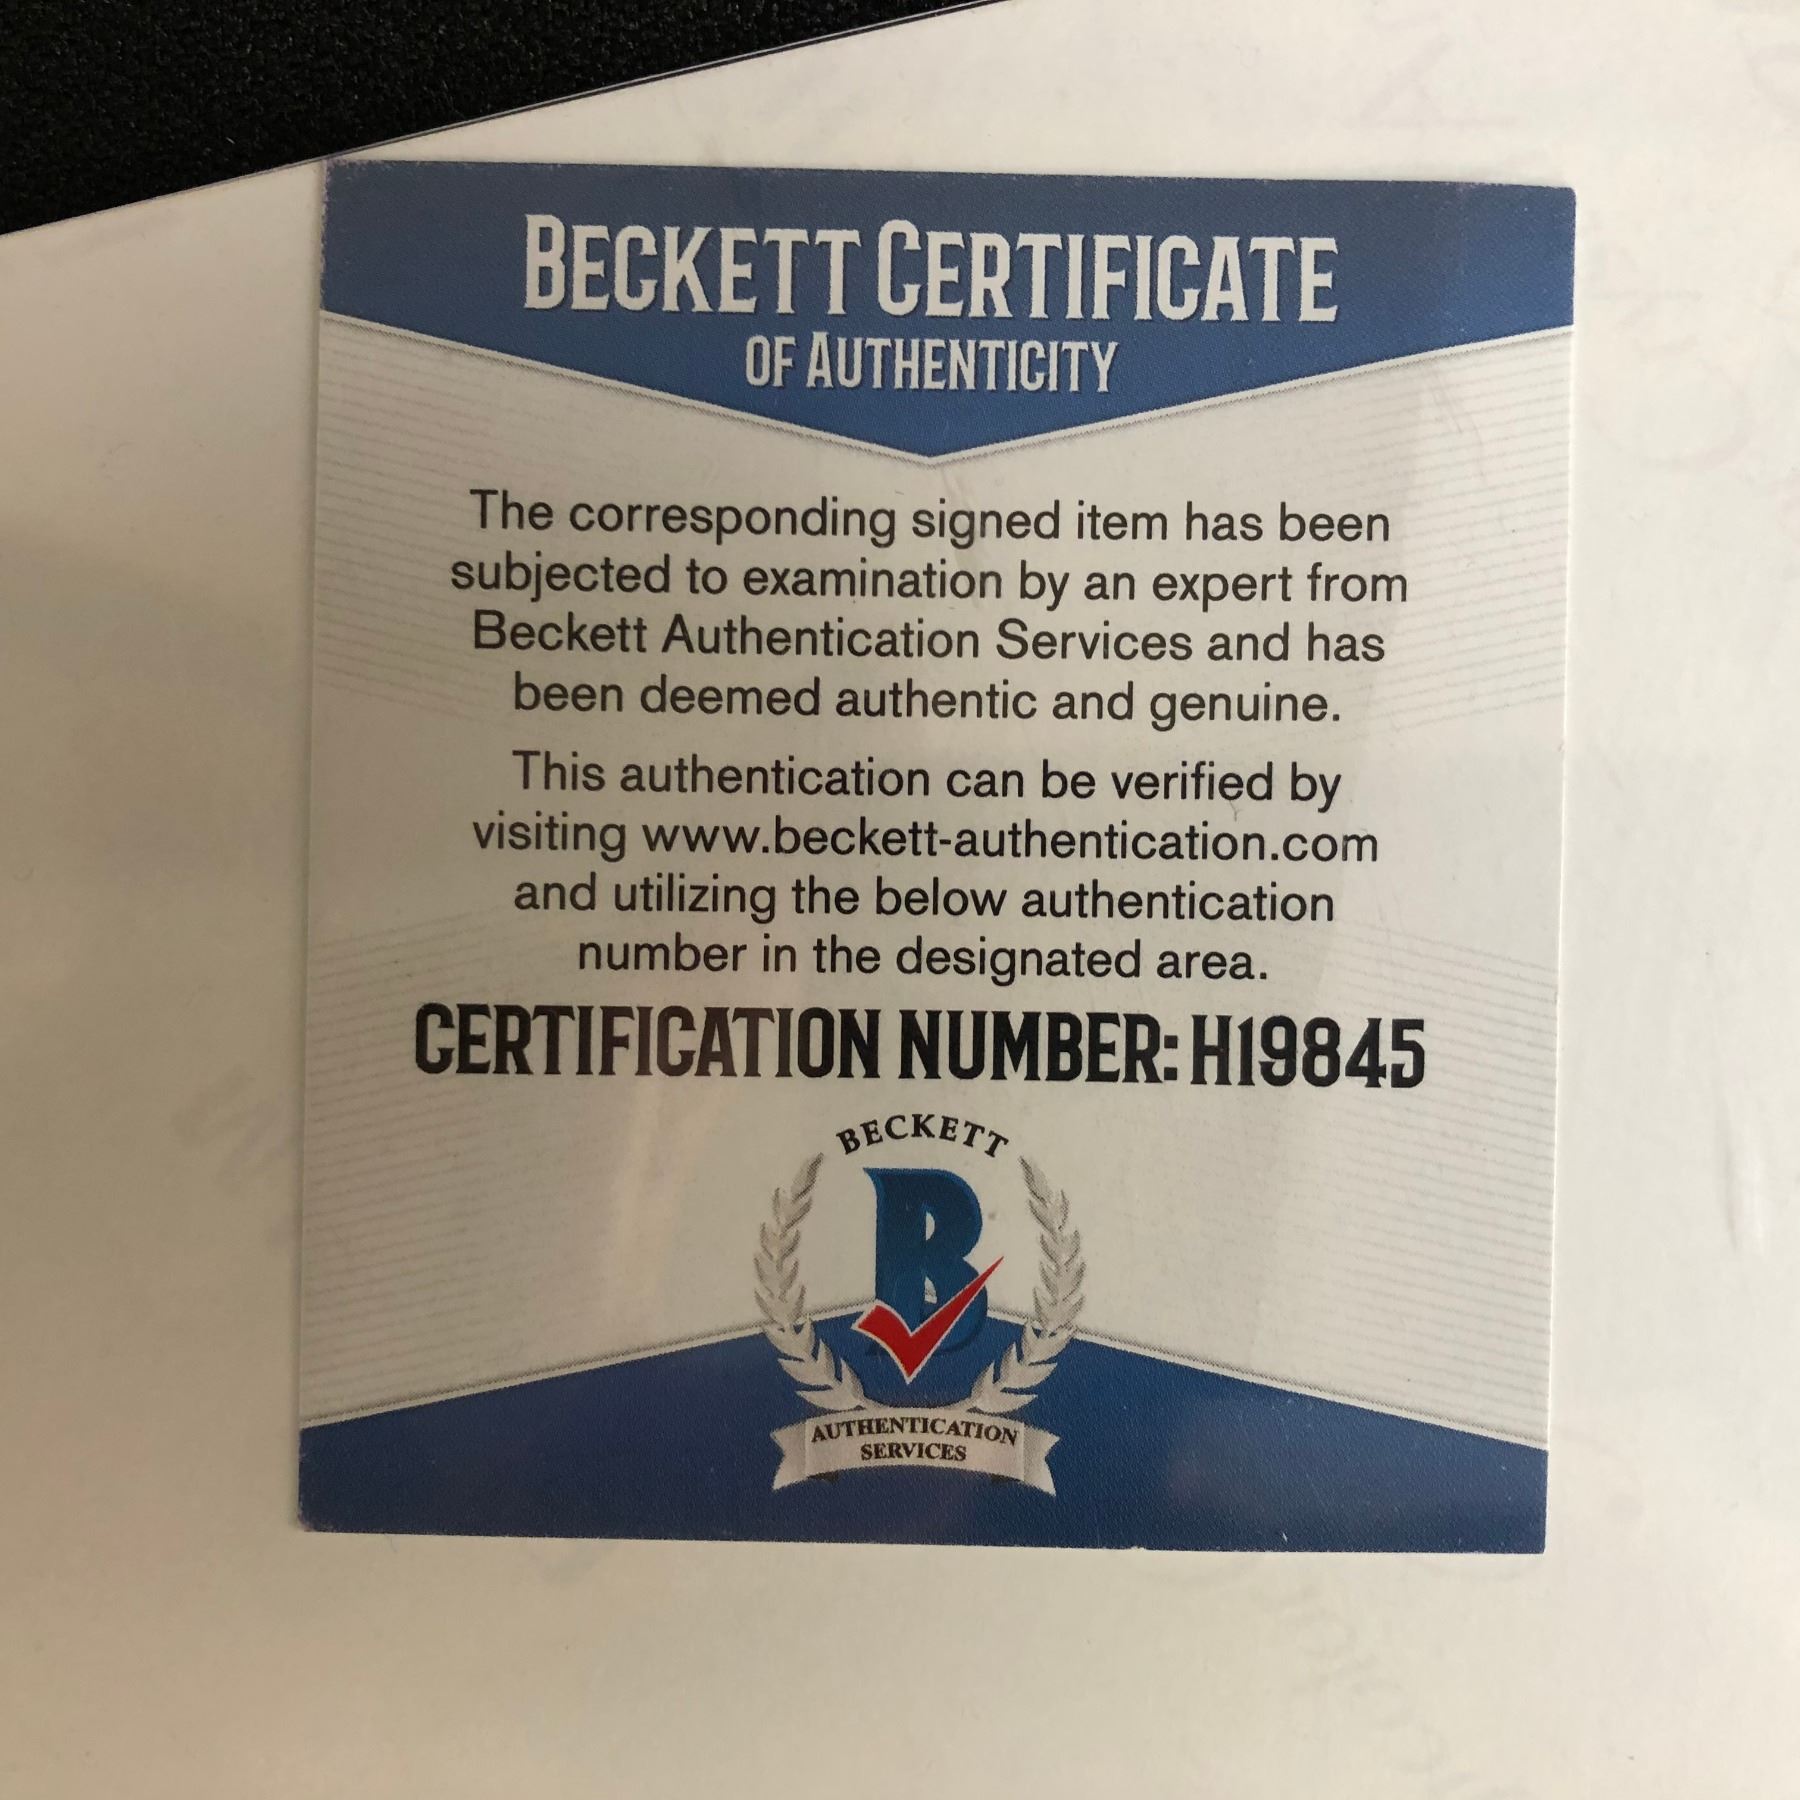 BECKETT CERTIFICATE
OF AUTHENTICITY
The corresponding signed item has been
subjected to examination by an expert from
Beckett Authentication Services and has
been deemed authentic and genuine.
This authentication can be verified by
visiting www.beckett-authentication.com
and utilizing the below authentication
number in the designated area.
CERTIFICATION NUMBER: H19845
BECKETT
B
AUTHENTICATION
SERVICES